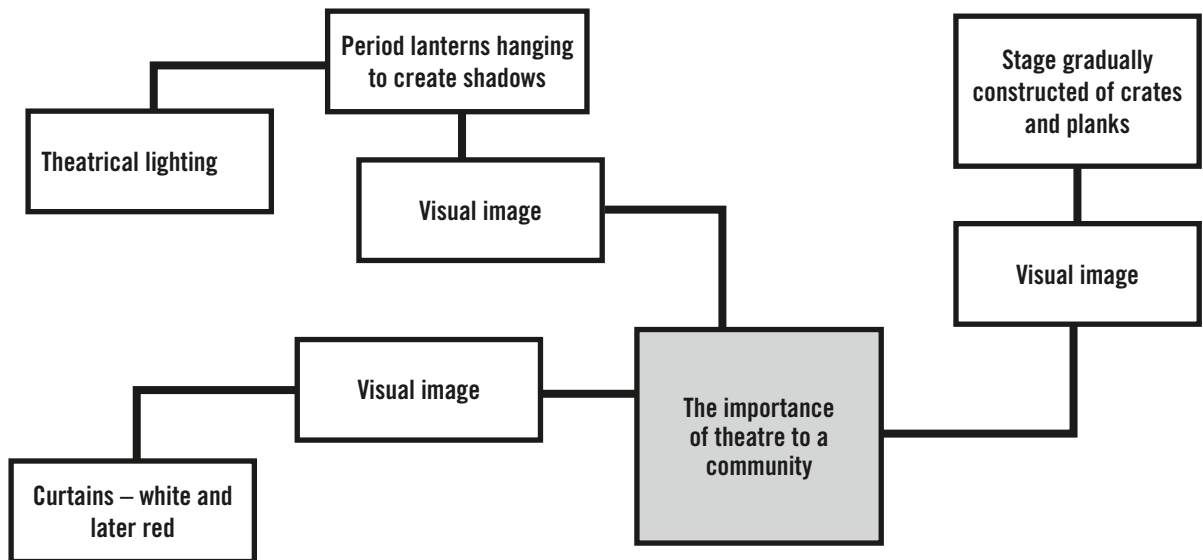 Period lanterns hanging
to create shadows
Stage gradually
constructed of crates
and planks
Theatrical lighting
Visual image
Visual image
Visual image
The importance
of theatre to a
community
Curtains – white and
later red